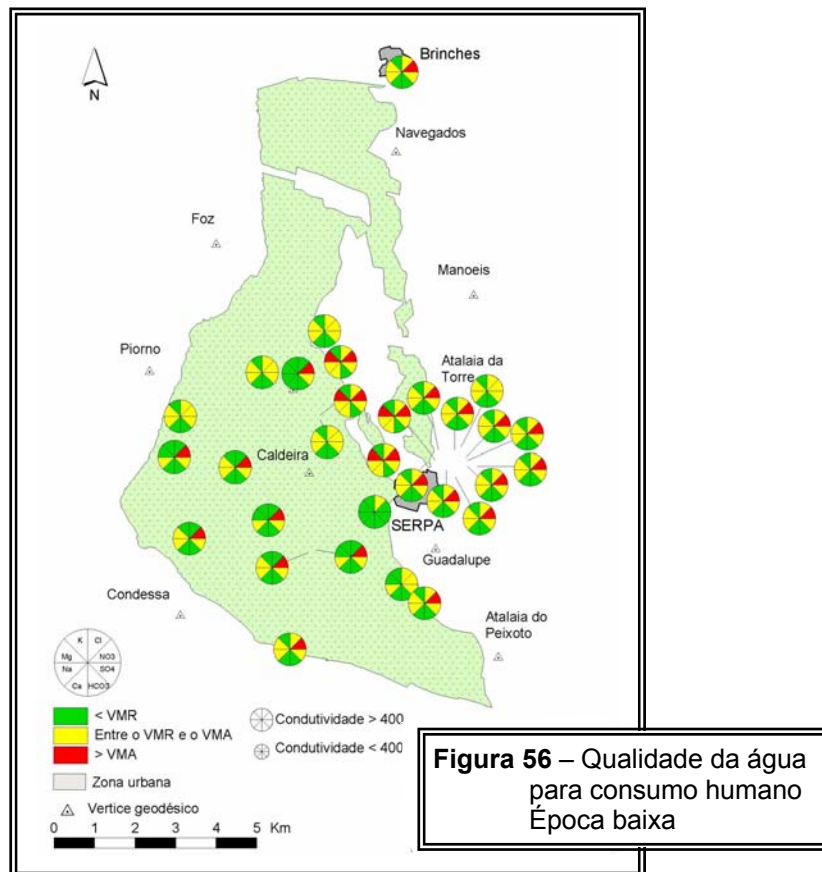 Brinches
N
Navegados
Foz
Manoeis
Piorno
Atalaia da
Torre
Caldeira
SERPA
Guadalupe
Condessa
Atalaia do
Peixoto
K Cl
Mg NO3
Na SO4
Ca HCO3
< VMR
Entre o VMR e o VMA
> VMA
Zona urbana
Vertice geodésico
Condutividade > 400
Condutividade < 400
0 1 2 3 4 5 Km
Figura 56 – Qualidade da água
para consumo humano
Época baixa